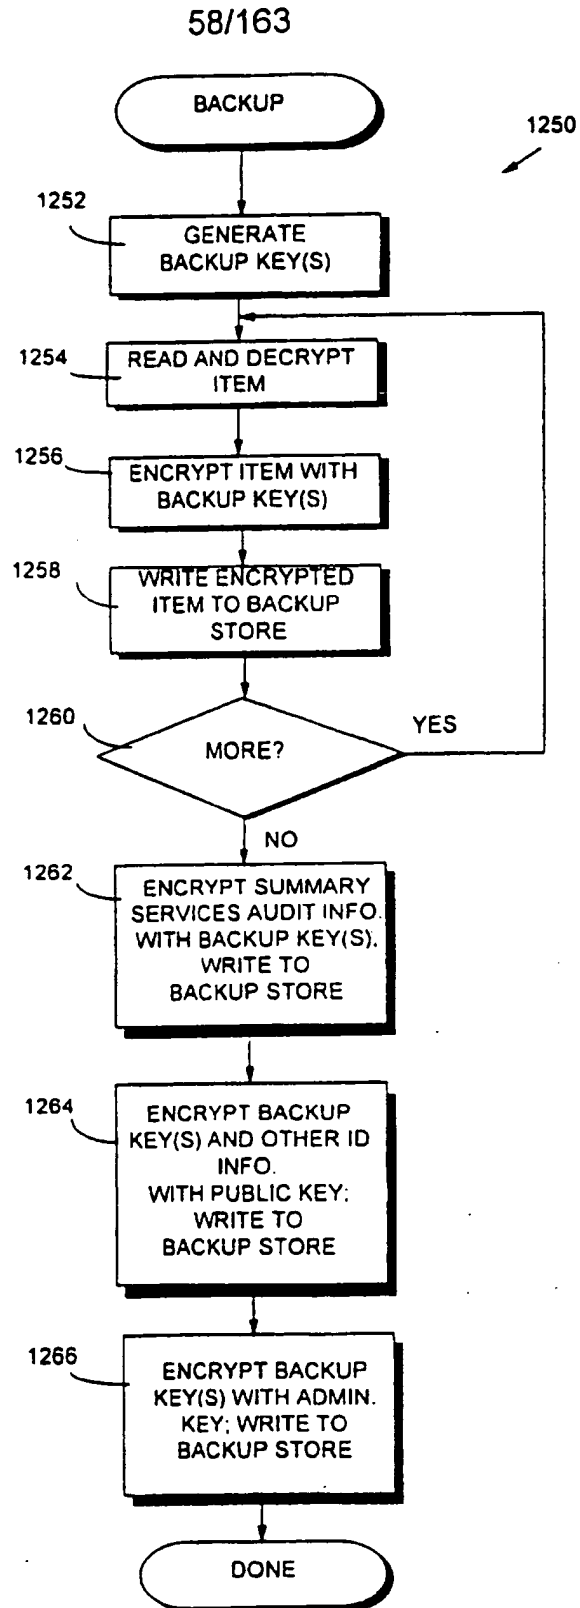 58/163
BACKUP
1250
1252
GENERATE
BACKUP KEY(S)
1254
READ AND DECRYPT
ITEM
1256
ENCRYPT ITEM WITH
BACKUP KEY(S)
1258
WRITE ENCRYPTED
ITEM TO BACKUP
STORE
1260
MORE?
YES
NO
1262
ENCRYPT SUMMARY
SERVICES AUDIT INFO.
WITH BACKUP KEY(S).
WRITE TO
BACKUP STORE
1264
ENCRYPT BACKUP
KEY(S) AND OTHER ID
INFO.
WITH PUBLIC KEY;
WRITE TO
BACKUP STORE
1266
ENCRYPT BACKUP
KEY(S) WITH ADMIN.
KEY; WRITE TO
BACKUP STORE
DONE